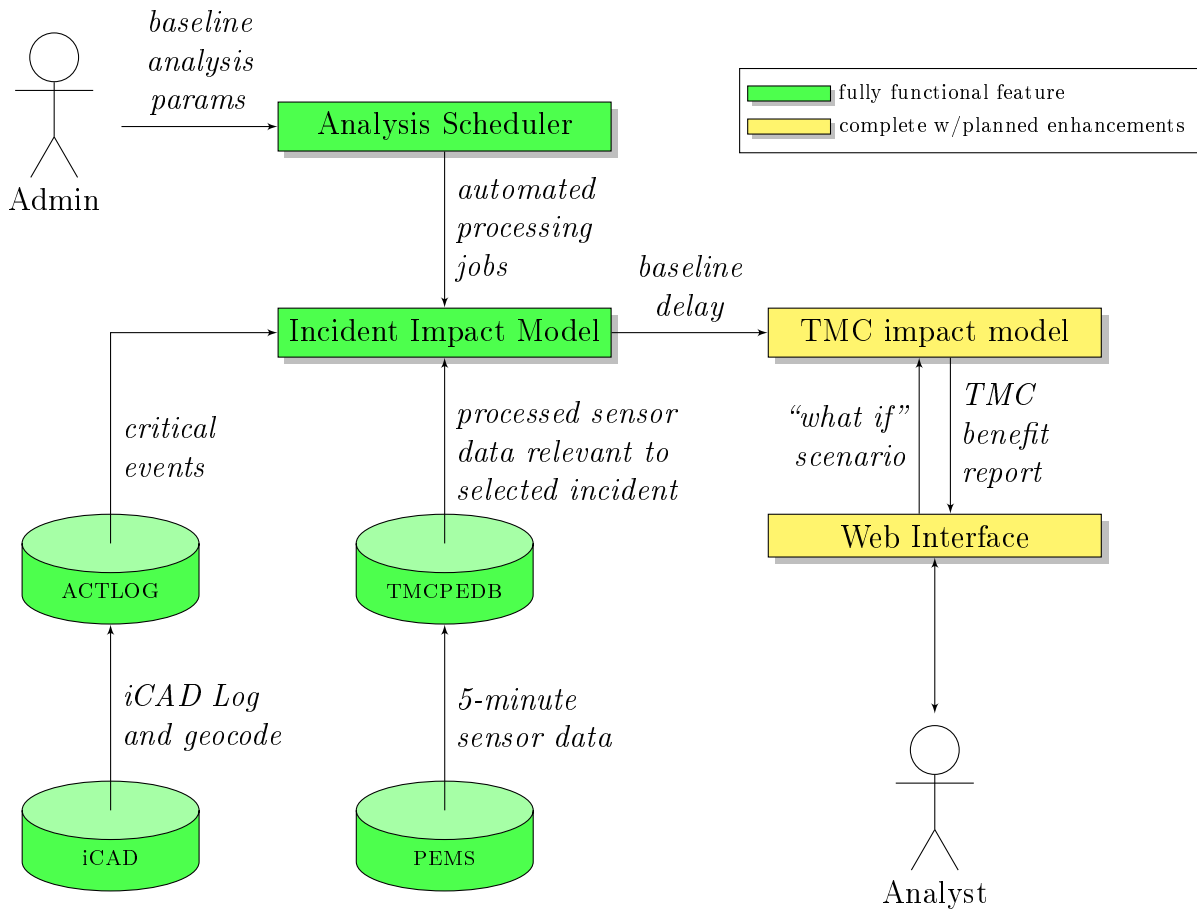 baseline
analysis
params
Admin
Analysis Scheduler
fully functional feature
complete w/planned enhancements
automated
processing
jobs
baseline
delay
Incident Impact Model
TMC impact model
critical
events
processed sensor
data relevant to
selected incident
“what if”
scenario
TMC
benefit
report
Web Interface
ACTLOG
TMCPEDB
iCAD Log
and geocode
5-minute
sensor data
iCAD
PEMS
Analyst